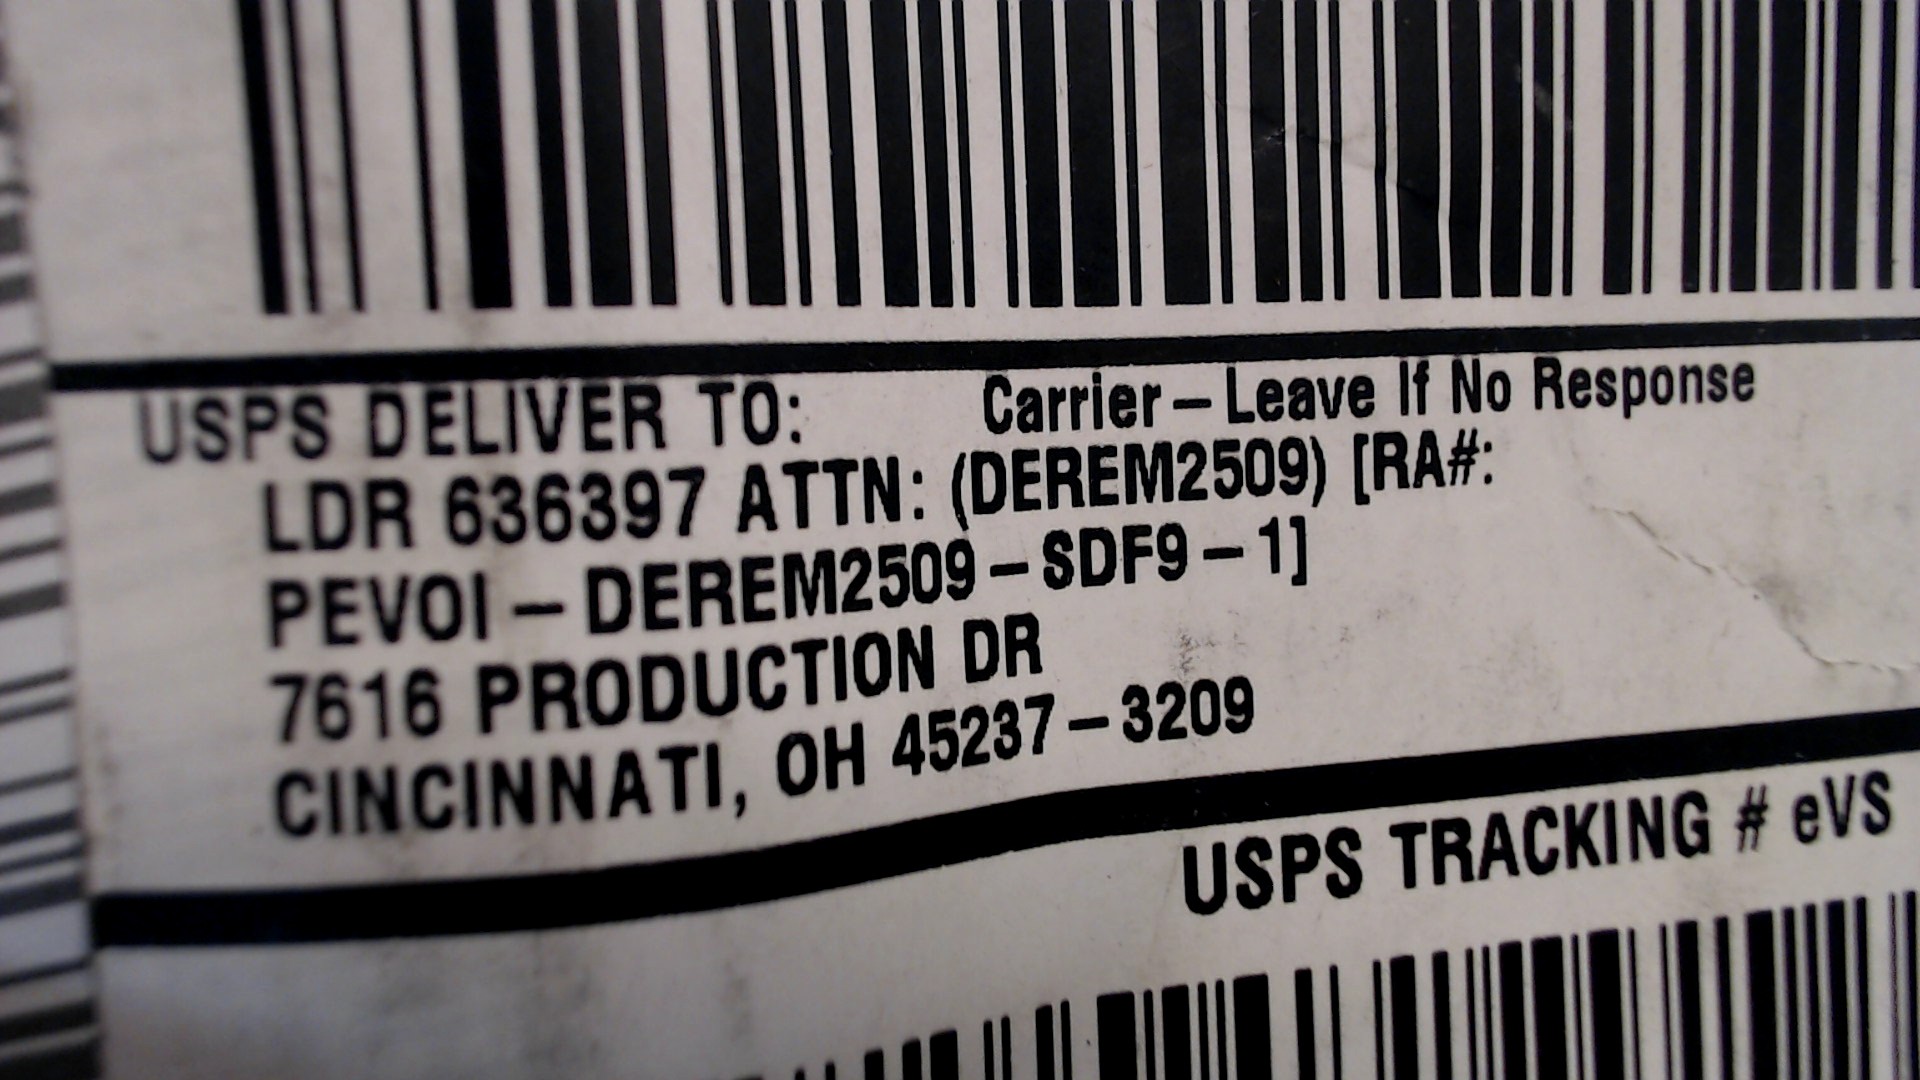 USPS DELIVER TO: Carrier – Leave If No Response
LDR 636397 ATTN: (DEREM2509) [RA#:
PEVOI – DEREM2509 – SDF9 – 1]
7616 PRODUCTION DR
CINCINNATI, OH 45237 – 3209
USPS TRACKING # eVS